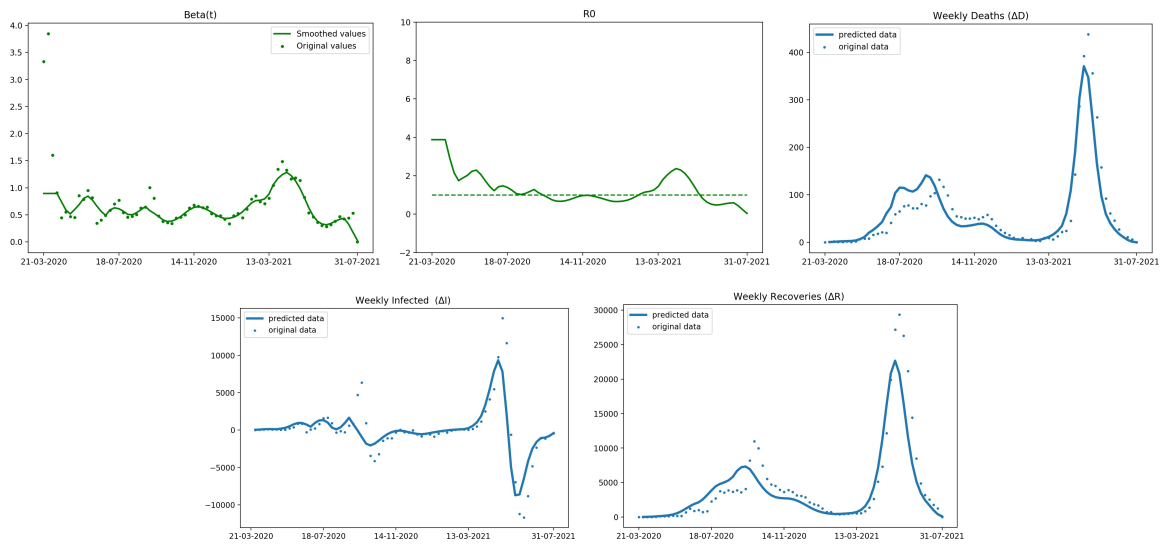 Beta(t)
4.0
3.5
3.0
2.5
2.0
1.5
1.0
0.5
0.0
Smoothed values
Original values
21-03-2020 18-07-2020 14-11-2020 13-03-2021 31-07-2021
R0
10
8
6
4
2
0
−2
21-03-2020 18-07-2020 14-11-2020 13-03-2021 31-07-2021
Weekly Deaths (ΔD)
predicted data
original data
400
300
200
100
0
21-03-2020 18-07-2020 14-11-2020 13-03-2021 31-07-2021
Weekly Infected (ΔI)
predicted data
original data
15000
10000
5000
0
−5000
−10000
21-03-2020 18-07-2020 14-11-2020 13-03-2021 31-07-2021
Weekly Recoveries (ΔR)
predicted data
original data
30000
25000
20000
15000
10000
5000
0
21-03-2020 18-07-2020 14-11-2020 13-03-2021 31-07-2021